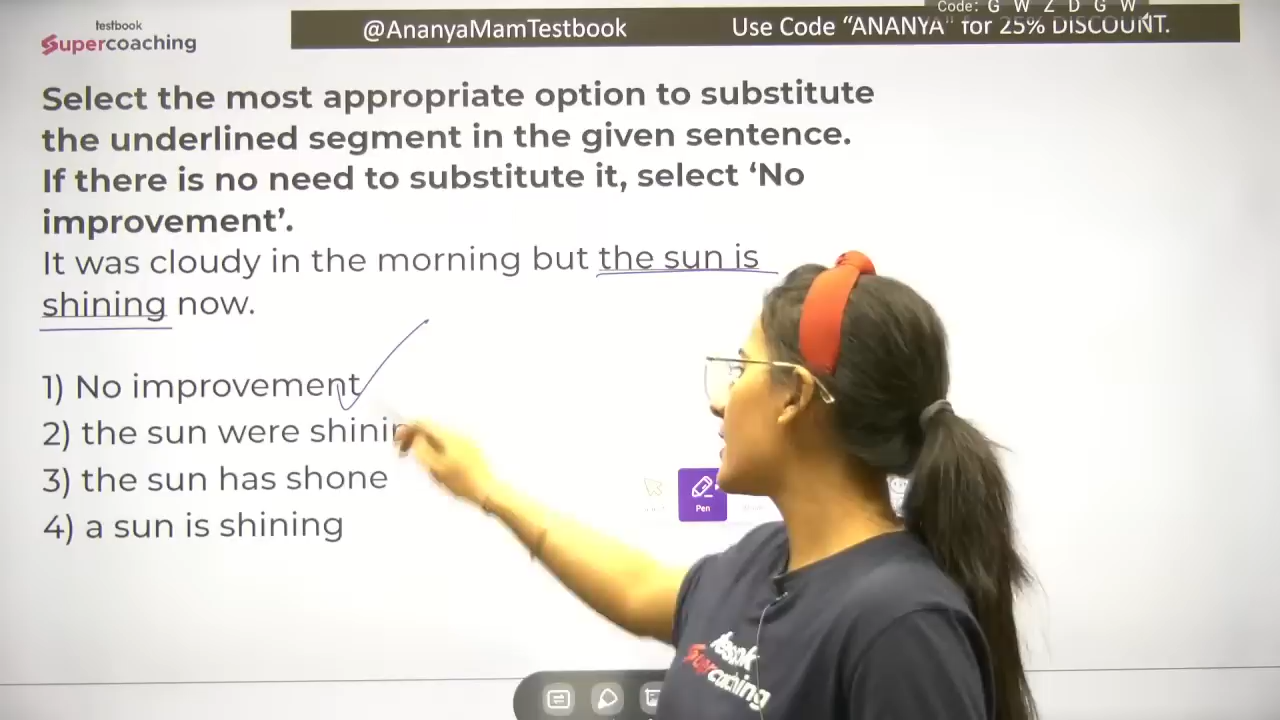 testbook
Supercoaching
@AnanyaMamTestbook
Use Code “ANANYA” for 25% DISCOUNT.
Code: G W Z D G W
Select the most appropriate option to substitute
the underlined segment in the given sentence.
If there is no need to substitute it, select ‘No
improvement’.
It was cloudy in the morning but the sun is
shining now.
1) No improvement
2) the sun were
3) the sun has shone
4) a sun is shining
Pen
testbook
Supercoaching